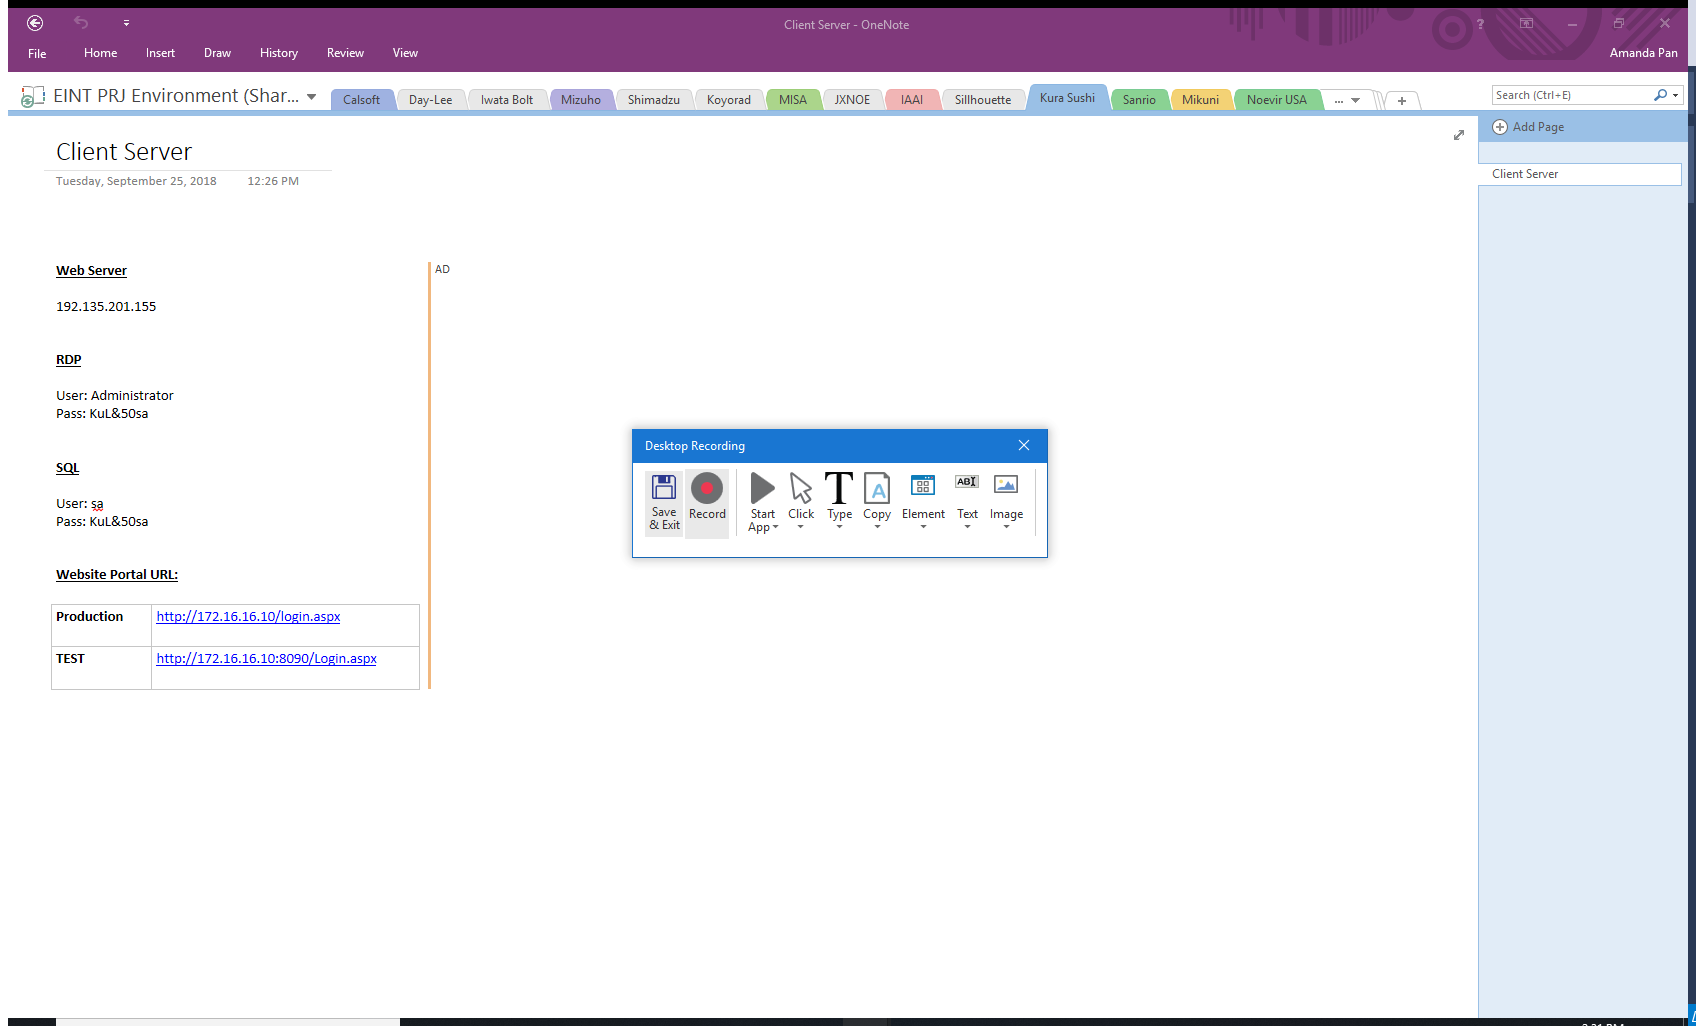 Client Server - OneNote
?
File Home Insert Draw History Review View
Amanda Pan
EINT PRJ Environment (Shar...
Calsoft Day-Lee Iwata Bolt Mizuho Shimadzu Koyorad MISA JXNOE IAAI Sillhouette Kura Sushi Sanrio Mikuni Noevir USA ... +
Search (Ctrl+E)
Add Page
Client Server
Client Server
Tuesday, September 25, 2018 12:26 PM
Web Server
AD
192.135.201.155
RDP
User: Administrator
Pass: KuL&50sa
SQL
User: sa
Pass: KuL&50sa
Website Portal URL:
Production http://172.16.16.10/login.aspx
TEST http://172.16.16.10:8090/Login.aspx
Desktop Recording
T A ABI
Save & Exit
Record
Start App
Click
Type
Copy
Element
Text
Image